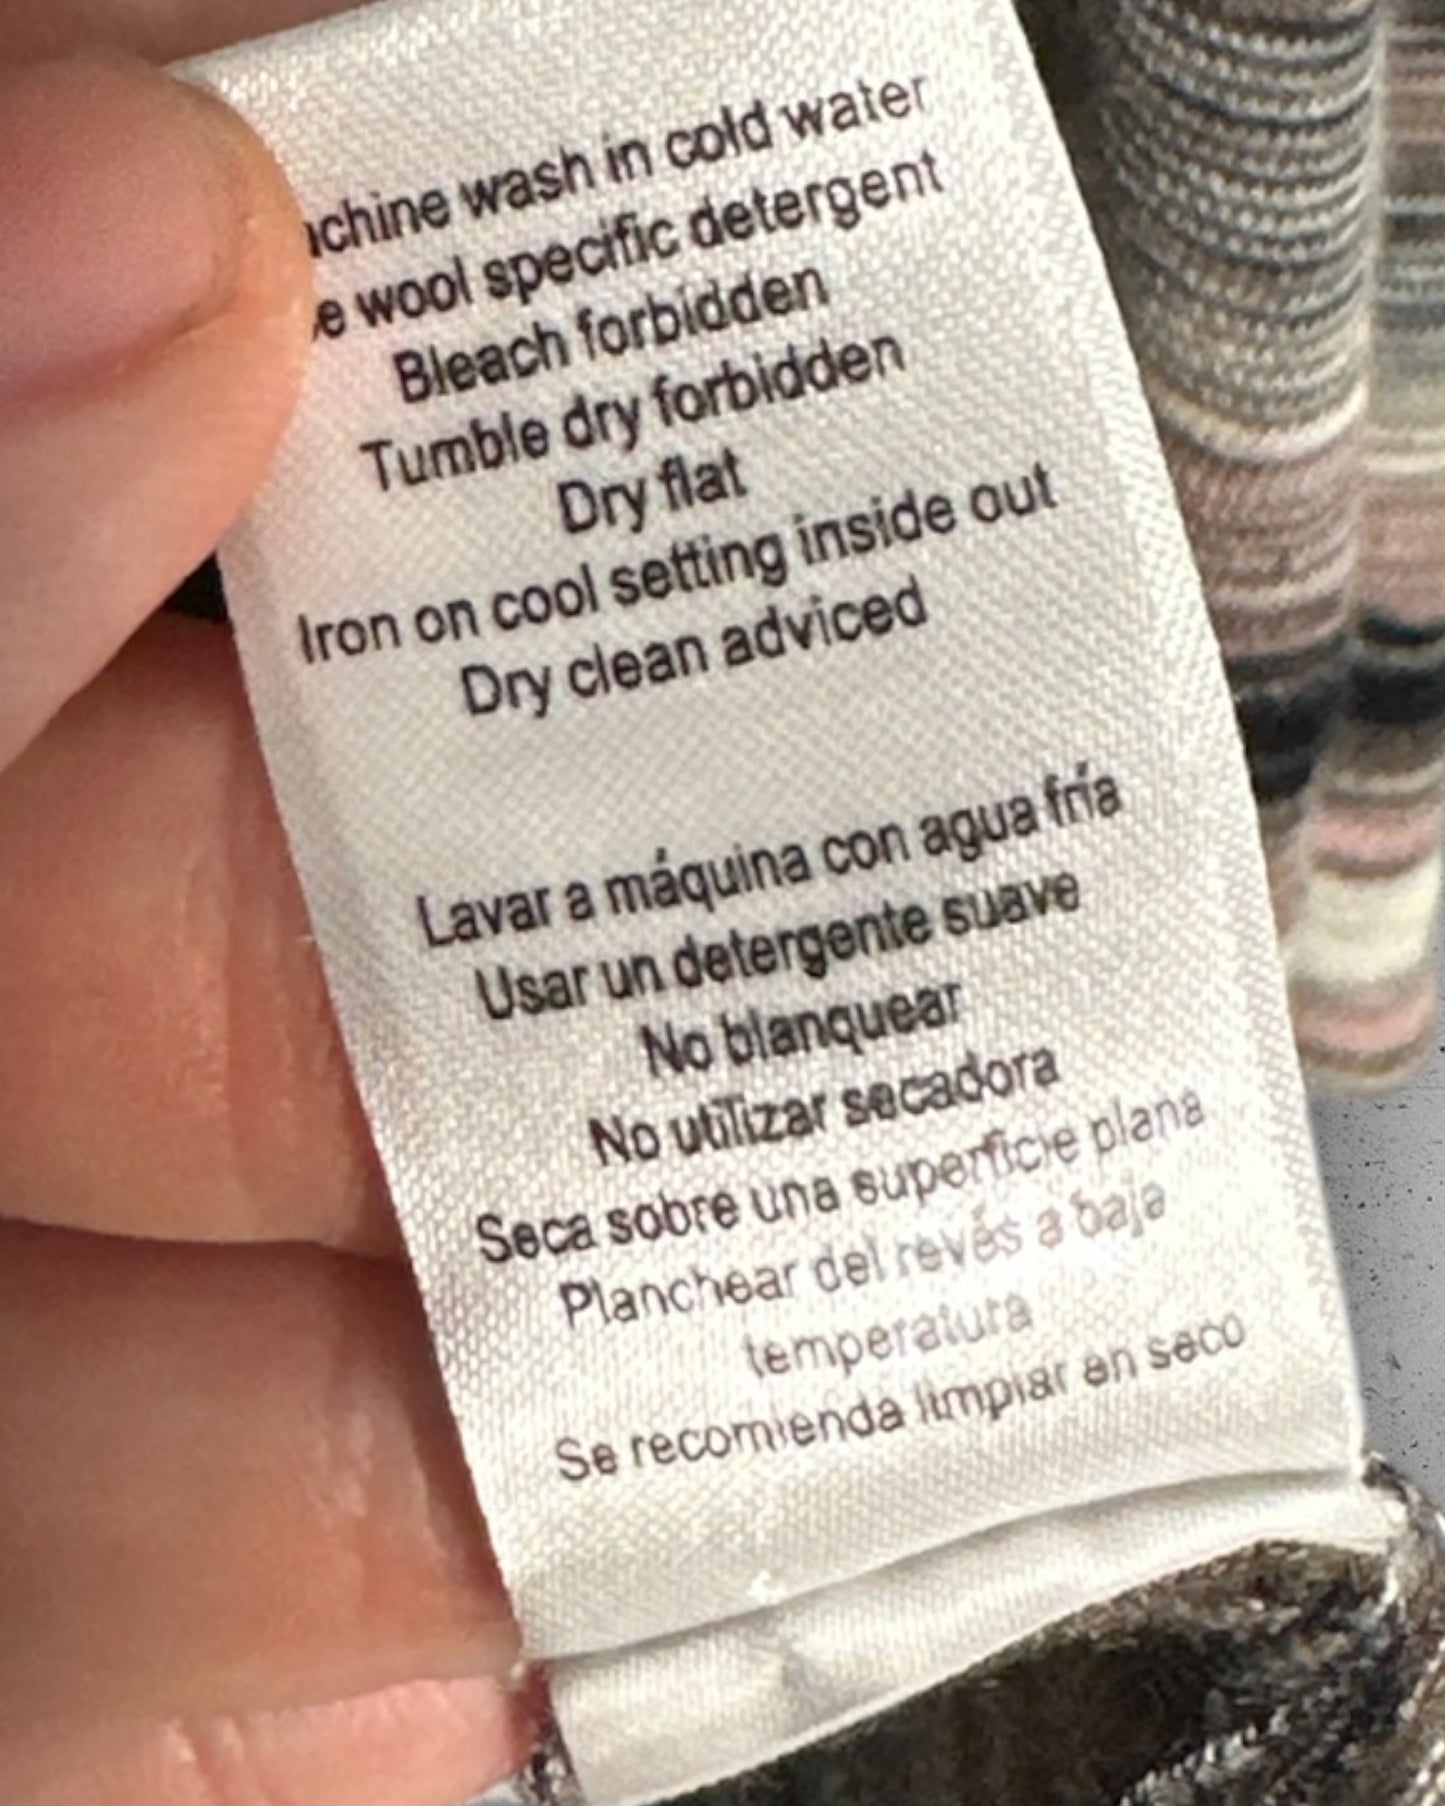 chine wash in cold water
e wool specific detergent
Bleach forbidden
Tumble dry forbidden
Dry flat
Iron on cool setting inside out
Dry clean adviced
Lavar a máquina con agua fría
Usar un detergente suave
No blanquear
No utilizar secadora
Seca sobre una superficie plana
Planchear del revés a baja
temperatura
Se recomienda limpiar en seco